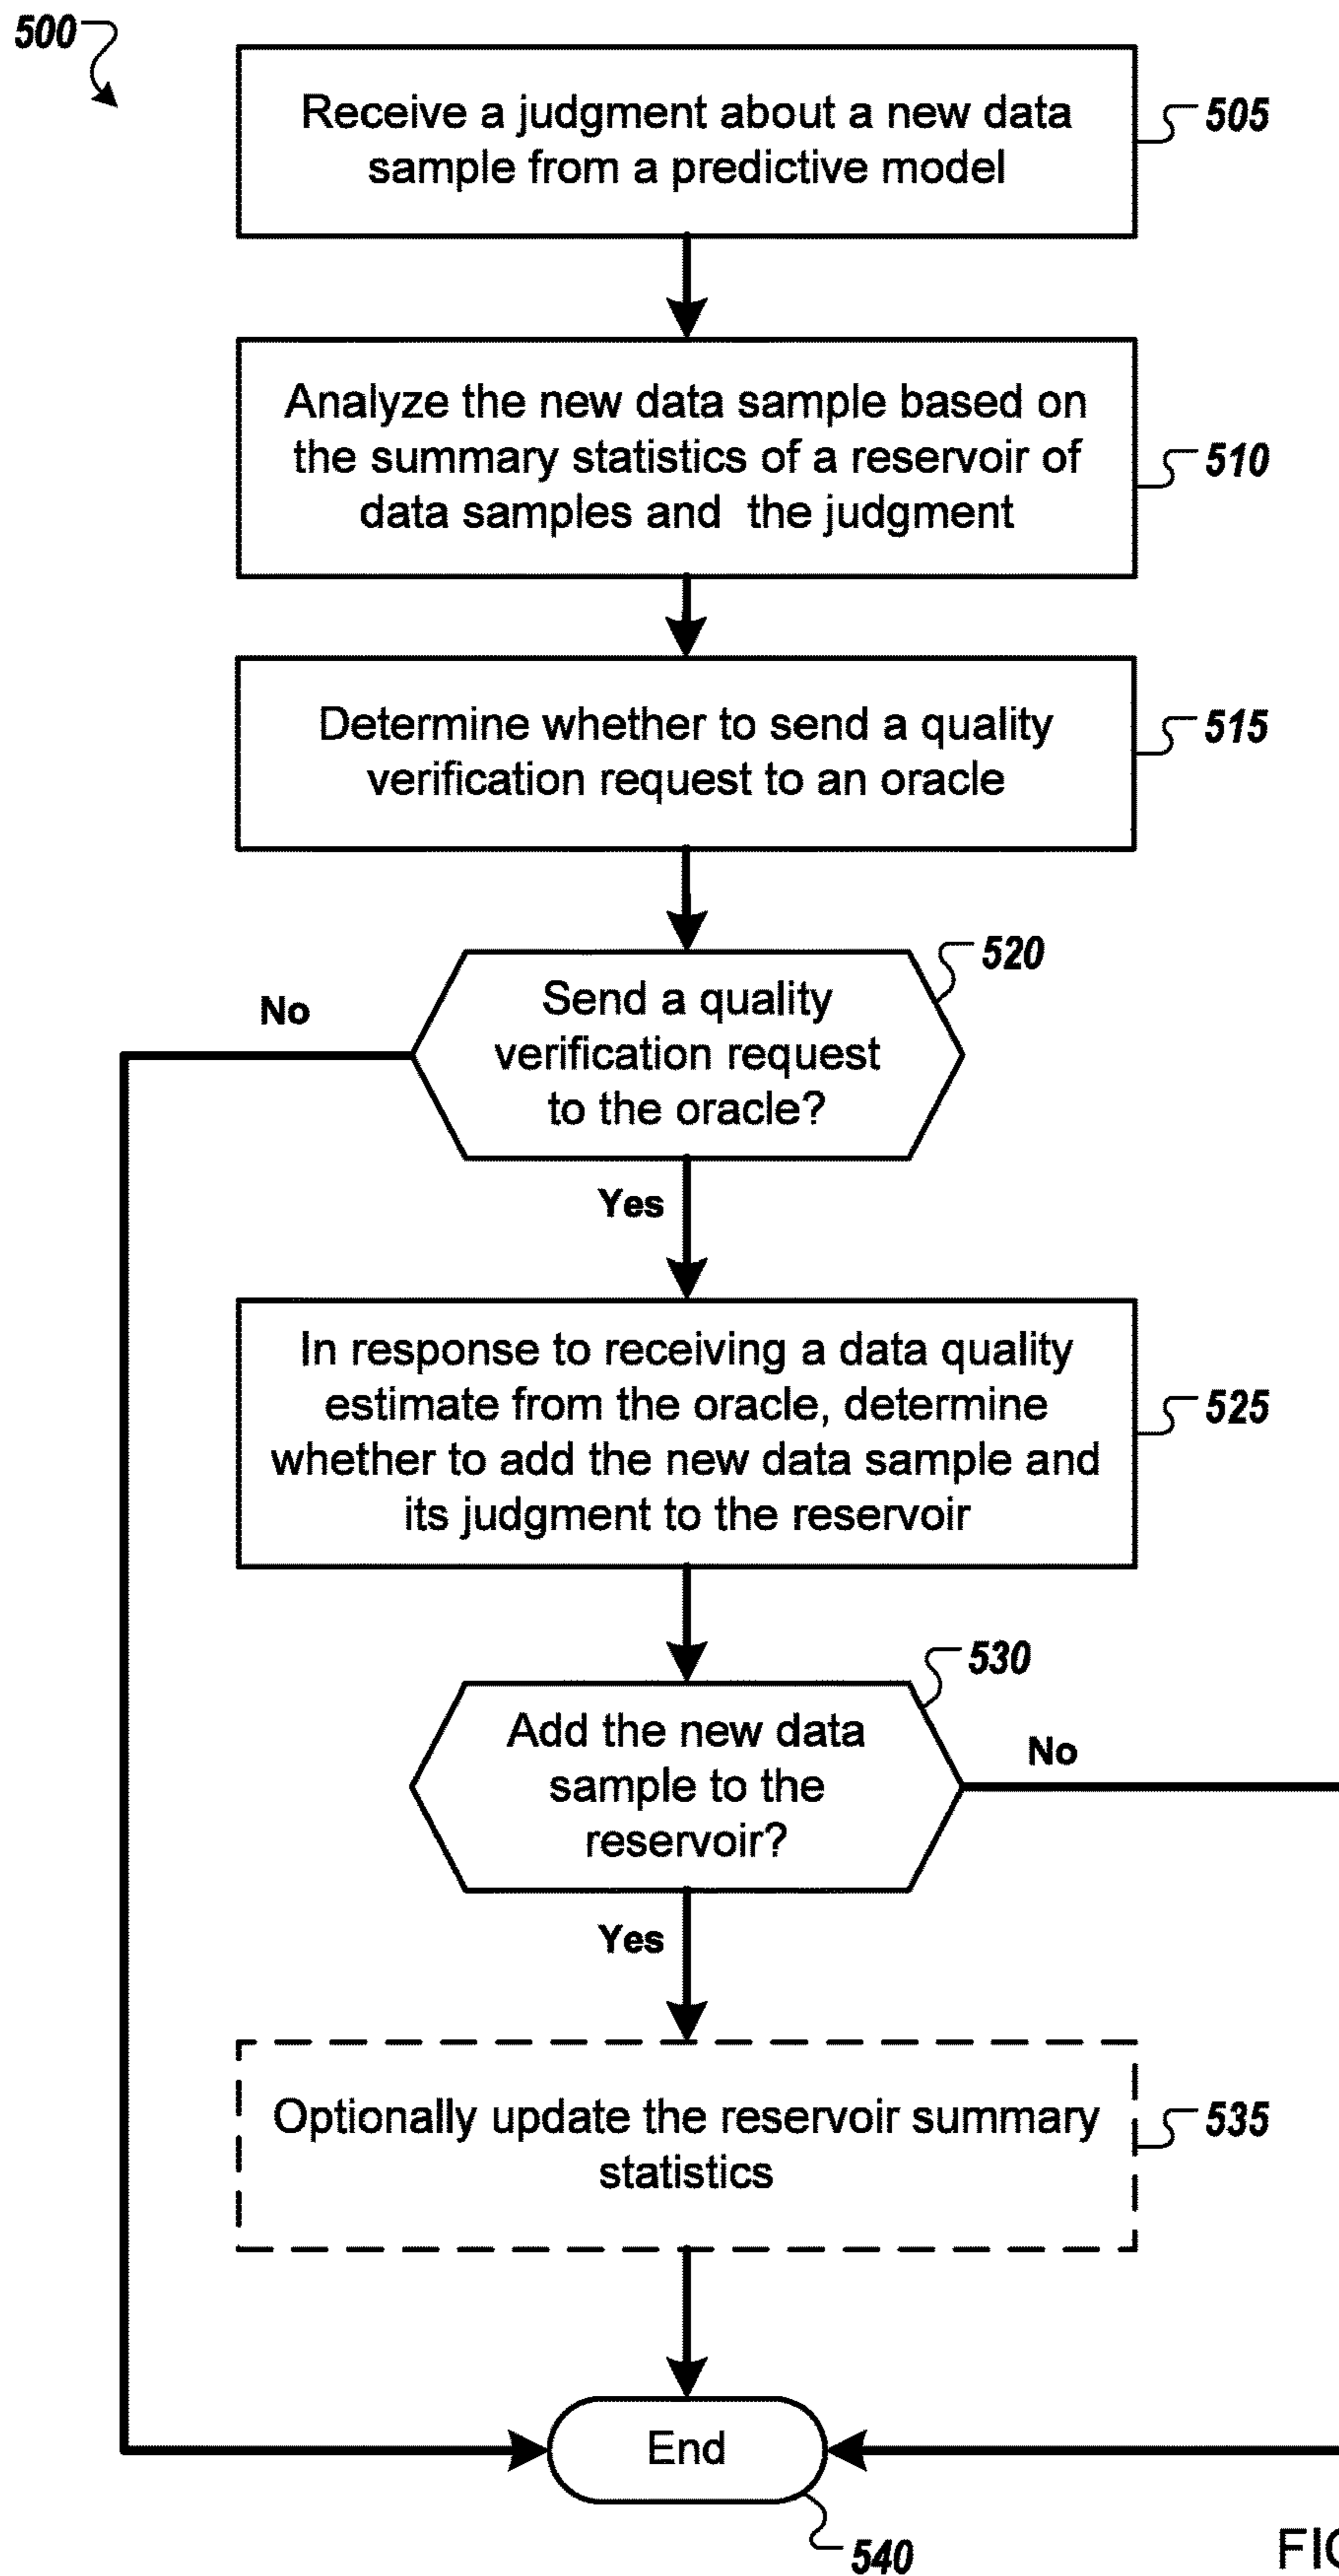 500
Receive a judgment about a new data
sample from a predictive model
505
Analyze the new data sample based on
the summary statistics of a reservoir of
data samples and the judgment
510
Determine whether to send a quality
verification request to an oracle
515
520
Send a quality
verification request
to the oracle?
No
Yes
In response to receiving a data quality
estimate from the oracle, determine
whether to add the new data sample and
its judgment to the reservoir
525
530
Add the new data
sample to the
reservoir?
No
Yes
Optionally update the reservoir summary
statistics
535
End
540